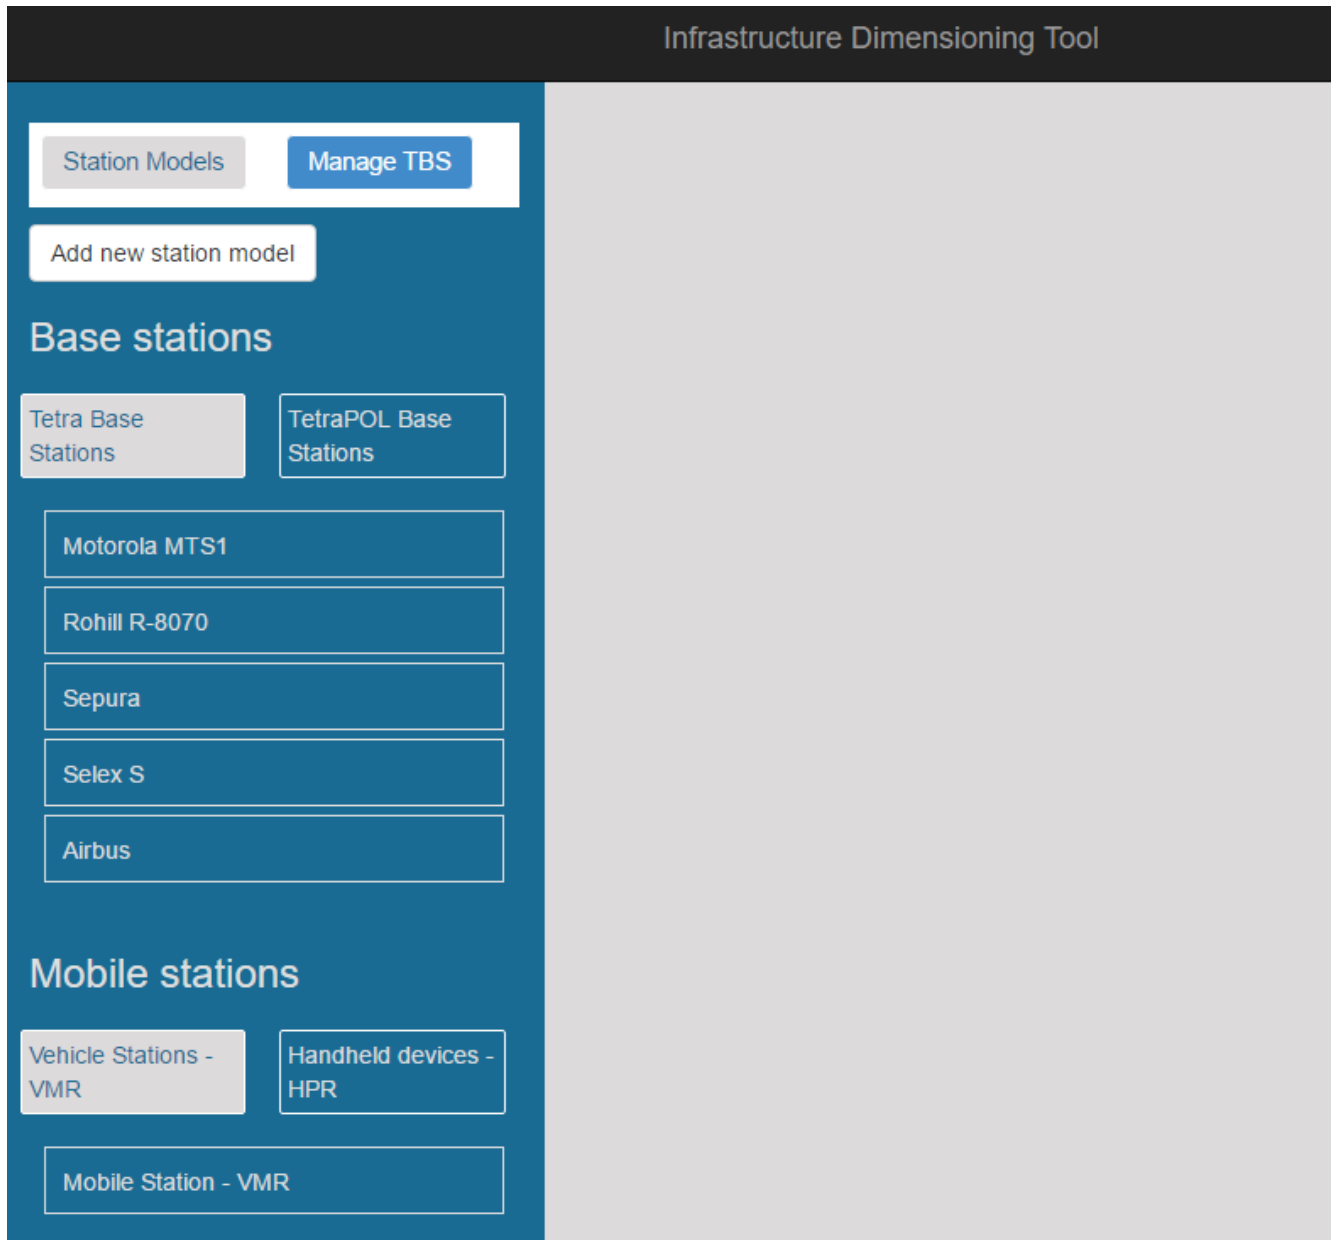 Infrastructure Dimensioning Tool
Station Models
Manage TBS
Add new station model
Base stations
Tetra Base
Stations
TetraPOL Base
Stations
Motorola MTS1
Rohill R-8070
Sepura
Selex S
Airbus
Mobile stations
Vehicle Stations -
VMR
Handheld devices -
HPR
Mobile Station - VMR